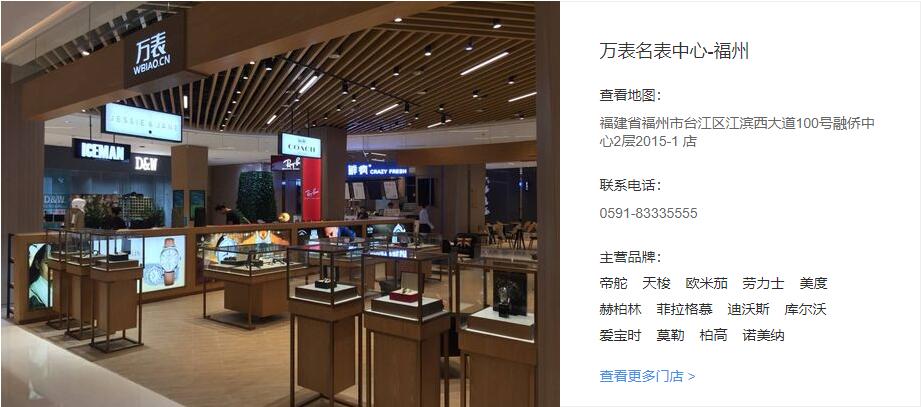 万表
WBIAO.CN
JESSIE & JANE
ICEMAN
D&W
COACH
Ray-Ban
醉疯 CRAZY FRESH
D&W
Ray-Ban
万表名表中心-福州
查看地图：
福建省福州市台江区江滨西大道100号融侨中
心2层2015-1 店
联系电话：
0591-83335555
主营品牌：
帝舵 天梭 欧米茄 劳力士 美度
赫柏林 菲拉格慕 迪沃斯 库尔沃
爱宝时 莫勒 柏高 诺美纳
查看更多门店 >